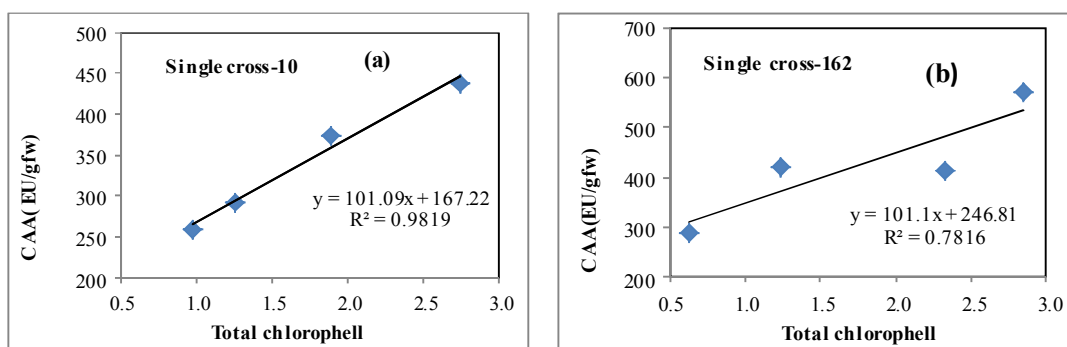 Single cross-10
(a)
CAA( EU/gfw)
500
450
400
350
300
250
200
y = 101.09x + 167.22
R² = 0.9819
0.5 1.0 1.5 2.0 2.5 3.0
Total chlorophell
Single cross-162
(b)
CAA(EU/gfw)
700
600
500
400
300
200
y = 101.1x + 246.81
R² = 0.7816
0.5 1.0 1.5 2.0 2.5 3.0
Total chlorophell